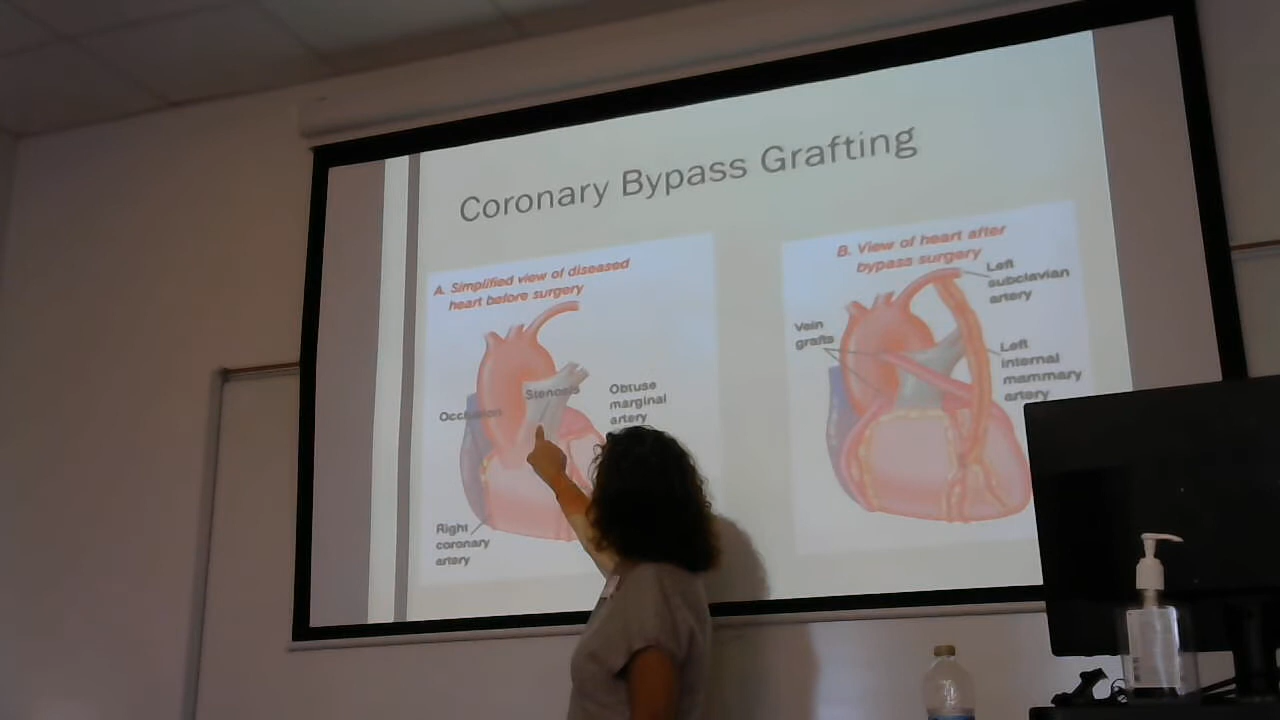 Coronary Bypass Grafting
A. Simplified view of diseased
heart before surgery
Stenosis
Occlusion
Obtuse
marginal
artery
Right
coronary
artery
B. View of heart after
bypass surgery
Left
subclavian
artery
Vein
grafts
Left
internal
mammary
artery